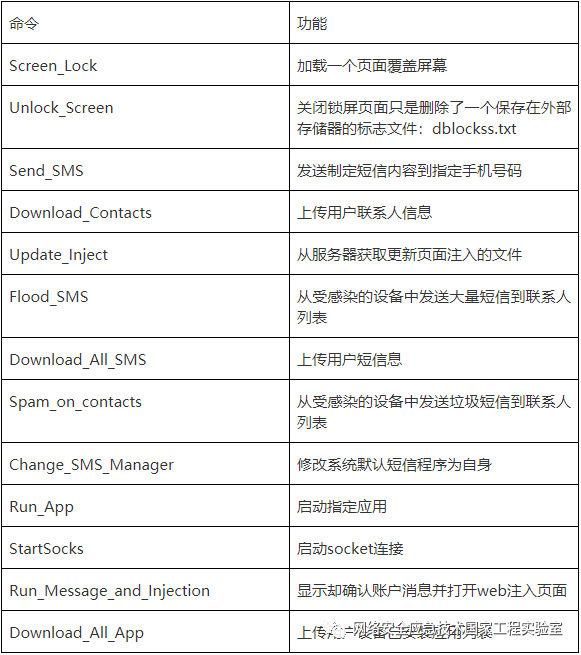 命令 功能
Screen_Lock 加载一个页面覆盖屏幕
Unlock_Screen 关闭锁屏页面只是删除了一个保存在外部
存储器的标志文件：dblockss.txt
Send_SMS 发送制定短信内容到指定手机号码
Download_Contacts 上传用户联系人信息
Update_Inject 从服务器获取更新页面注入的文件
Flood_SMS 从受感染的设备中发送大量短信到联系人
列表
Download_All_SMS 上传用户短信息
Spam_on_contacts 从受感染的设备中发送垃圾短信到联系人
列表
Change_SMS_Manager 修改系统默认短信程序为自身
Run_App 启动指定应用
StartSocks 启动socket连接
Run_Message_and_Injection 显示却确认账户消息并打开web注入页面
Download_All_App 上传用户设备已安装应用列表
网络安全应急技术国家工程实验室